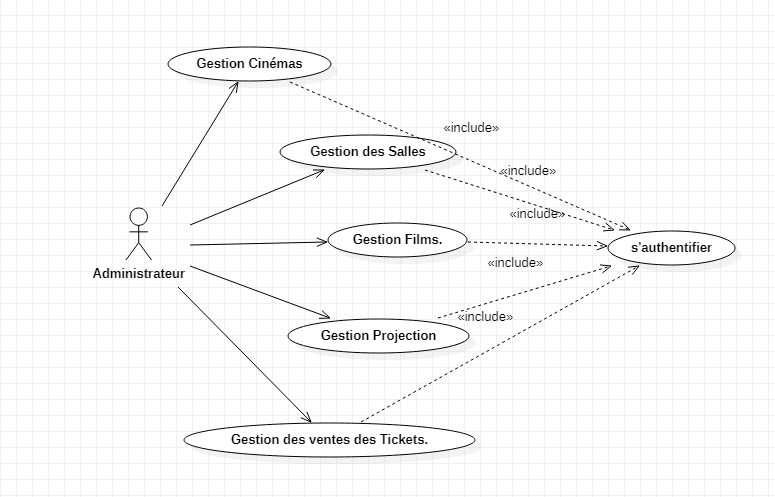 Gestion Cinémas
«include»
Gestion des Salles
«include»
«include»
Gestion Films.
s'authentifier
«include»
Administrateur
«include»
Gestion Projection
Gestion des ventes des Tickets.